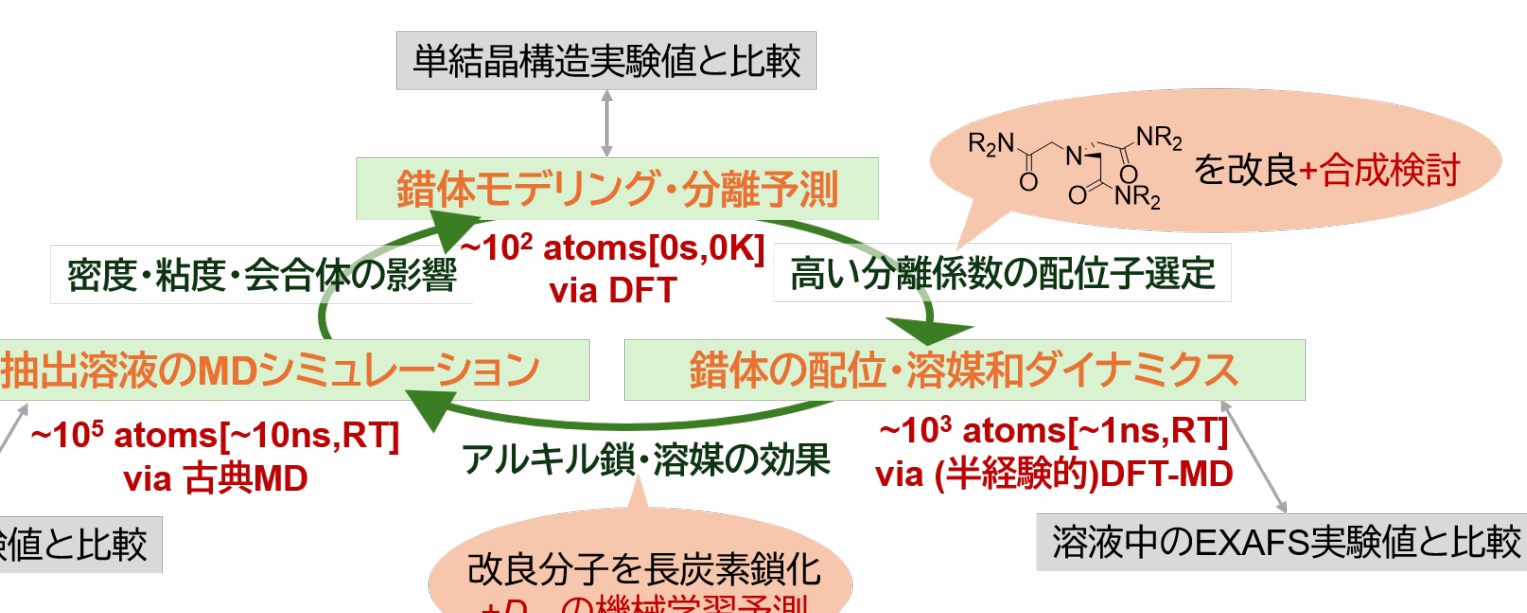 単結晶構造実験値と比較
錯体モデリング・分離予測
R2N
O
N
NR2
O
O
NR2
を改良+合成検討
密度・粘度・会合体の影響
~10² atoms[0s,0K]
via DFT
高い分離係数の配位子選定
抽出溶液のMDシミュレーション
錯体の配位・溶媒和ダイナミクス
~10⁵ atoms[~10ns,RT]
via 古典MD
アルキル鎖・溶媒の効果
~10³ atoms[~1ns,RT]
via (半経験的)DFT-MD
値と比較
溶液中のEXAFS実験値と比較
改良分子を長炭素鎖化
+D の機械学習予測